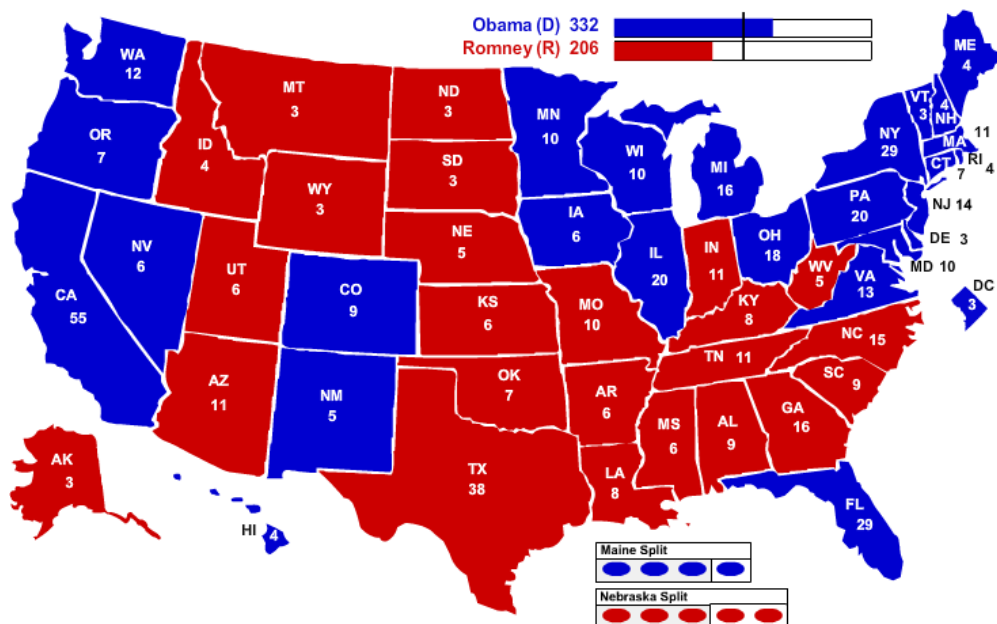 Obama (D) 332
Romney (R) 206
WA
12
OR
7
CA
55
NV
6
ID
4
MT
3
WY
3
UT
6
CO
9
AZ
11
NM
5
ND
3
SD
3
NE
5
KS
6
OK
7
TX
38
MN
10
IA
6
MO
10
AR
6
LA
8
WI
10
IL
20
MI
16
IN
11
OH
18
KY
8
TN 11
MS
6
AL
9
GA
16
FL
29
SC 9
NC 15
VA
13
WV
5
PA
20
NY
29
VT
3
4
NH
ME
4
MA
11
RI
4
CT
7
NJ 14
DE 3
MD 10
DC
3
AK
3
HI
4
Maine Split
Nebraska Split